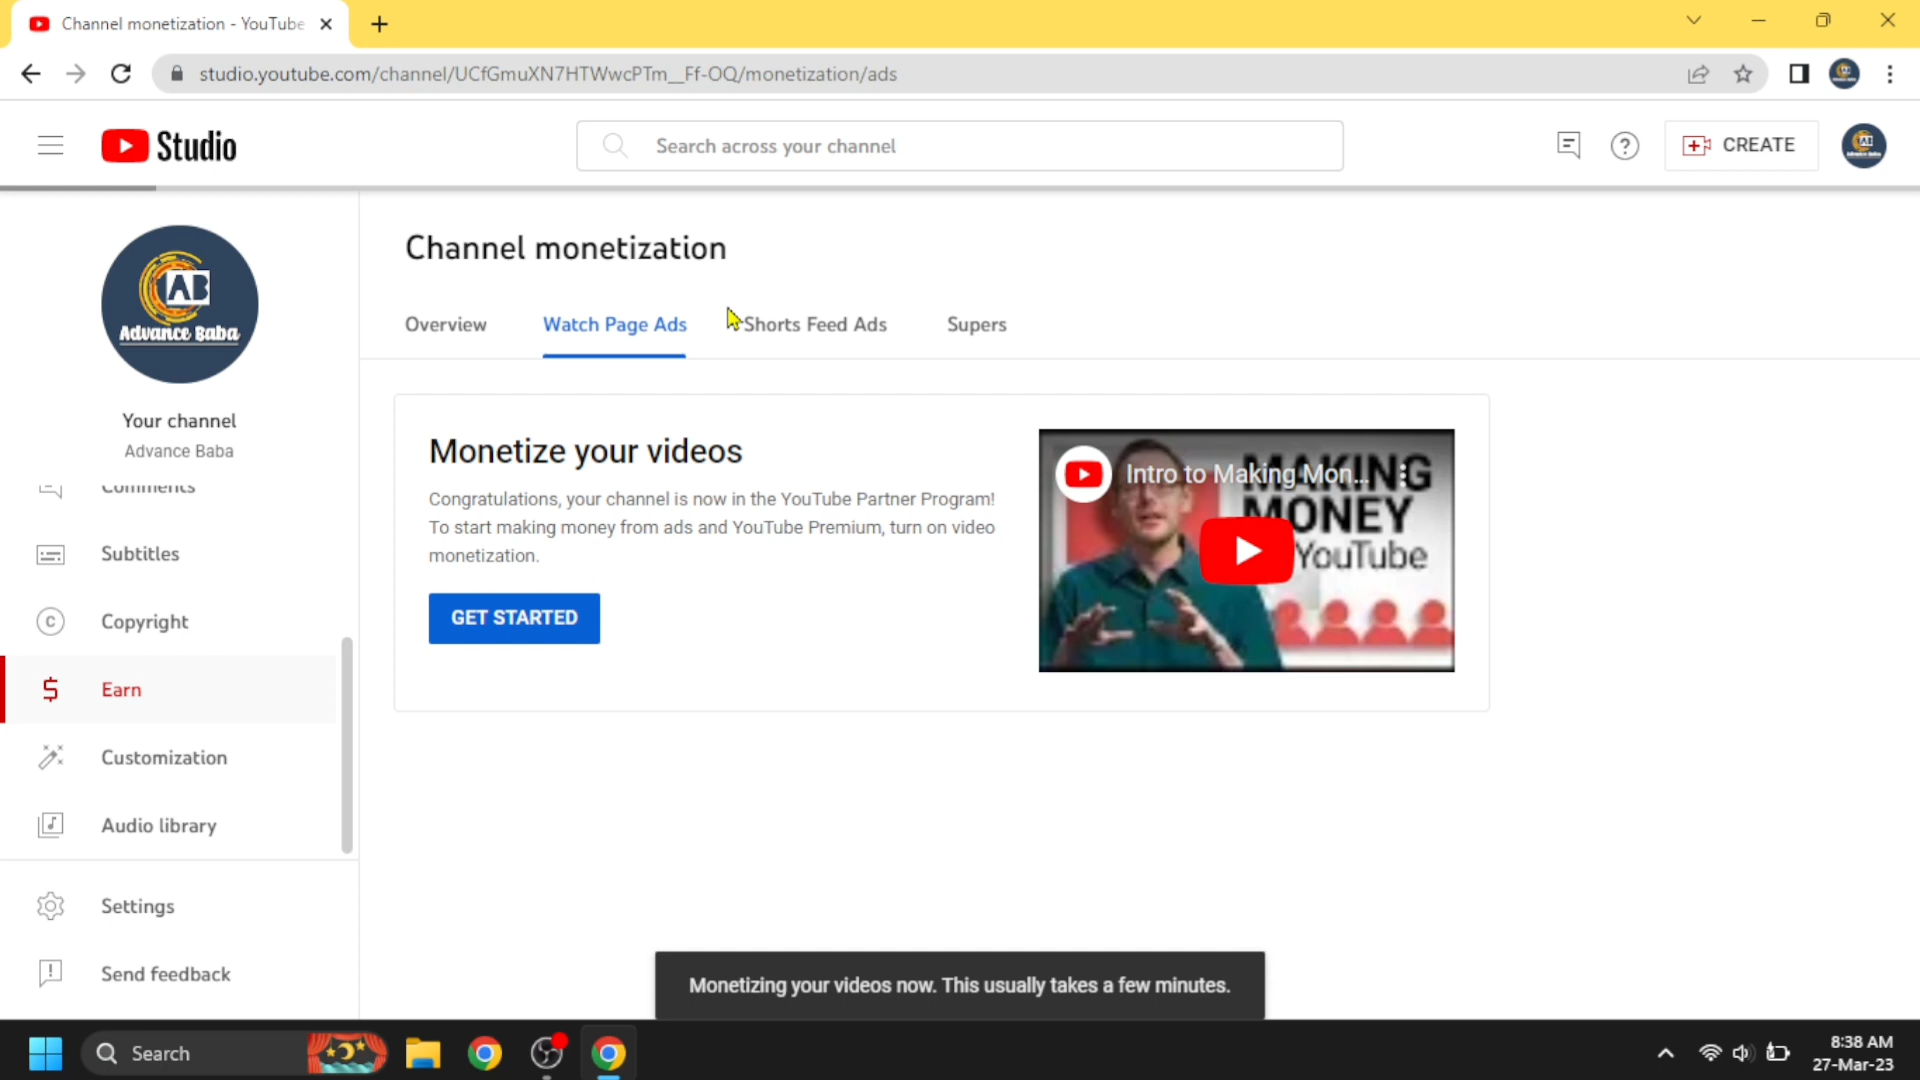 Channel monetization - YouTube
studio.youtube.com/channel/UCfGmuXN7HTWwcPTm__Ff-OQ/monetization/ads
Studio
Search across your channel
CREATE
AB
Advance Baba
Your channel
Advance Baba
Comments
Subtitles
Copyright
Earn
Customization
Audio library
Settings
Send feedback
Channel monetization
Overview
Watch Page Ads
Shorts Feed Ads
Supers
Monetize your videos
Congratulations, your channel is now in the YouTube Partner Program!
To start making money from ads and YouTube Premium, turn on video
monetization.
GET STARTED
Intro to Making Mon...
MAKING
MONEY
YouTube
Monetizing your videos now. This usually takes a few minutes.
Search
8:38 AM
27-Mar-23